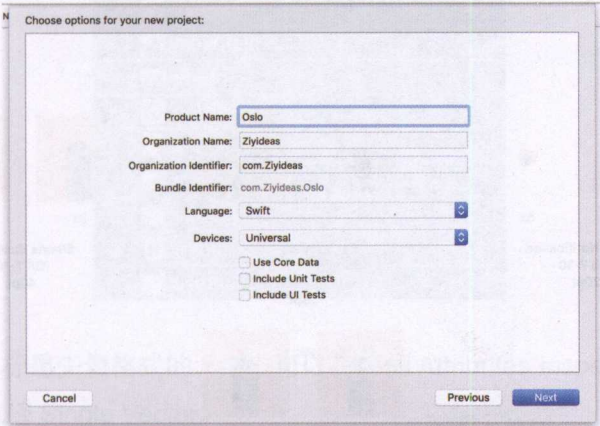 Choose options for your new project:
Product Name: Oslo
Organization Name: Ziyideas
Organization Identifier: com.Ziyideas
Bundle Identifier: com.Ziyideas.Oslo
Language: Swift
Devices: Universal
Use Core Data
Include Unit Tests
Include UI Tests
Cancel
Previous
Next